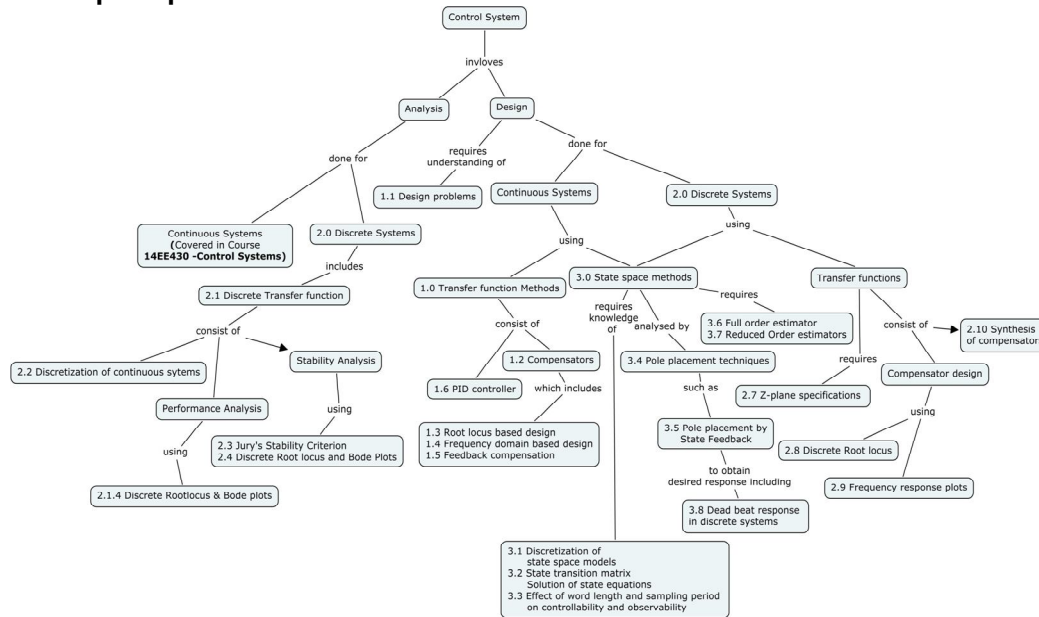 Control System
invloves
Analysis
Design
done for
requires
understanding of
done for
1.1 Design problems
Continuous Systems
2.0 Discrete Systems
Continuous Systems
(Covered in Course
14EE430 -Control Systems)
2.0 Discrete Systems
using
using
includes
1.0 Transfer function Methods
3.0 State space methods
Transfer functions
2.1 Discrete Transfer function
requires
knowledge
of
analysed by
requires
consist of
consist of
consist of
3.6 Full order estimator
3.7 Reduced Order estimators
2.10 Synthesis
of compensator
Stability Analysis
1.2 Compensators
3.4 Pole placement techniques
requires
2.2 Discretization of continuous sytems
1.6 PID controller
which includes
such as
Compensator design
2.7 Z-plane specifications
Performance Analysis
using
using
1.3 Root locus based design
1.4 Frequency domain based design
1.5 Feedback compensation
3.5 Pole placement by
State Feedback
2.3 Jury's Stability Criterion
2.4 Discrete Root locus and Bode Plots
using
2.8 Discrete Root locus
to obtain
desired response including
2.9 Frequency response plots
2.1.4 Discrete Rootlocus & Bode plots
3.8 Dead beat response
in discrete systems
3.1 Discretization of
state space models
3.2 State transition matrix
Solution of state equations
3.3 Effect of word length and sampling period
on controllability and observability